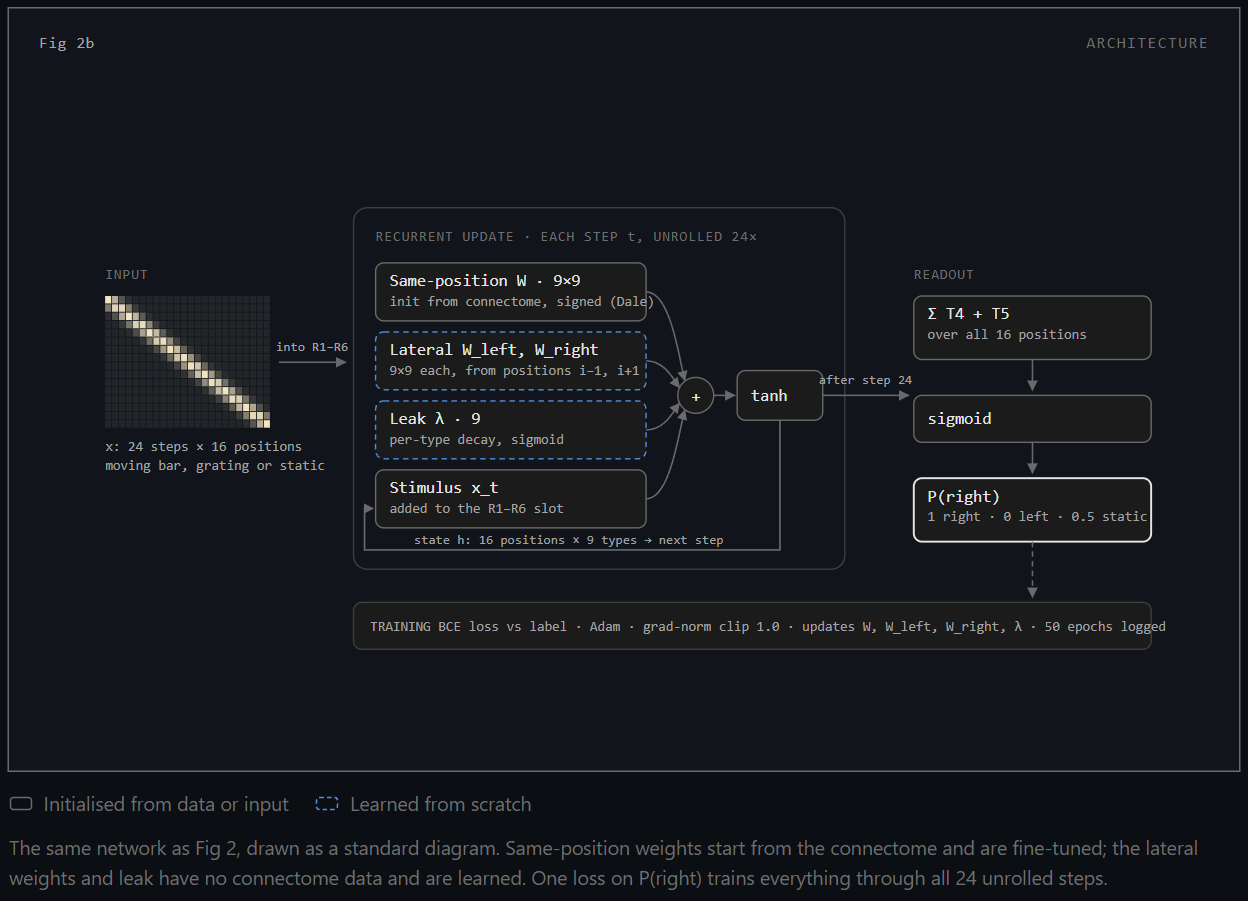 Fig 2b
ARCHITECTURE
RECURRENT UPDATE · EACH STEP t, UNROLLED 24×
INPUT
into R1–R6
x: 24 steps × 16 positions
moving bar, grating or static
Same-position W · 9×9
init from connectome, signed (Dale)
Lateral W_left, W_right
9×9 each, from positions i−1, i+1
Leak λ · 9
per-type decay, sigmoid
Stimulus x_t
added to the R1–R6 slot
state h: 16 positions × 9 types → next step
+
tanh
after step 24
READOUT
Σ T4 + T5
over all 16 positions
sigmoid
P(right)
1 right · 0 left · 0.5 static
TRAINING BCE loss vs label · Adam · grad-norm clip 1.0 · updates W, W_left, W_right, λ · 50 epochs logged
Initialised from data or input
Learned from scratch
The same network as Fig 2, drawn as a standard diagram. Same-position weights start from the connectome and are fine-tuned; the lateral
weights and leak have no connectome data and are learned. One loss on P(right) trains everything through all 24 unrolled steps.